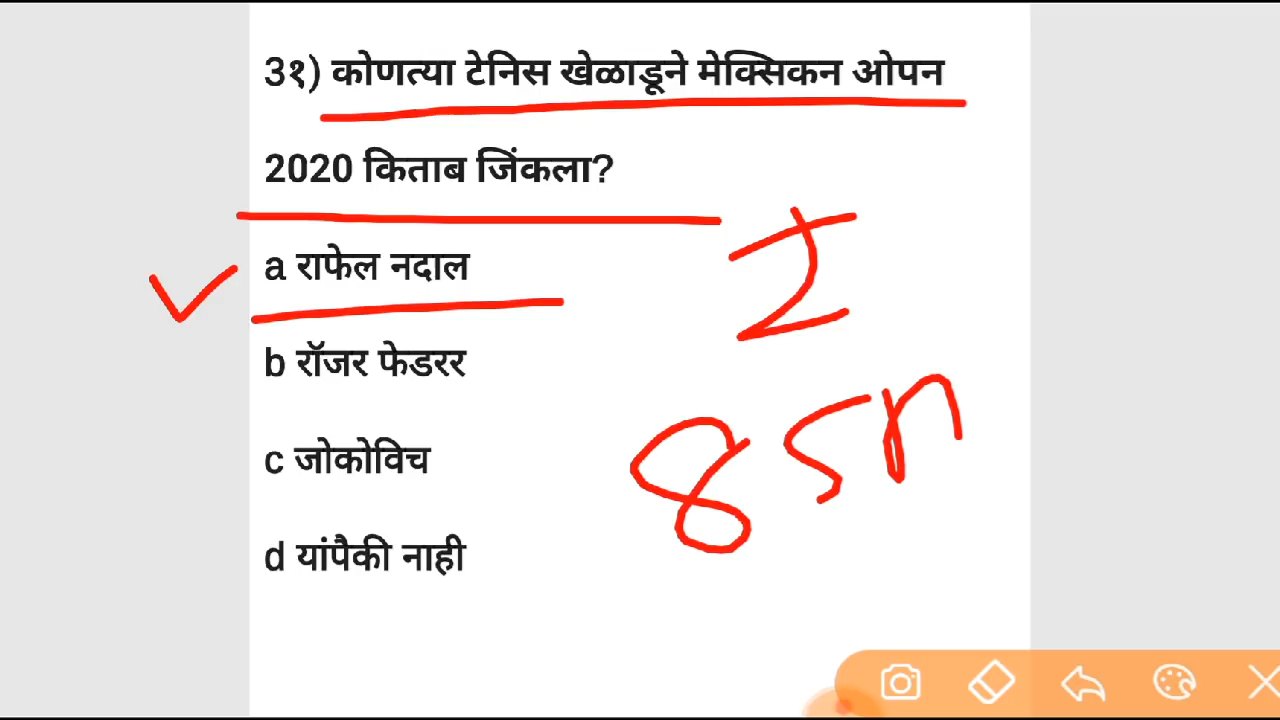 3१) कोणत्या टेनिस खेळाडूने मेक्सिकन ओपन
2020 किताब जिंकला?
a राफेल नदाल
b रॉजर फेडरर
c जोकोविच
d यांपैकी नाही